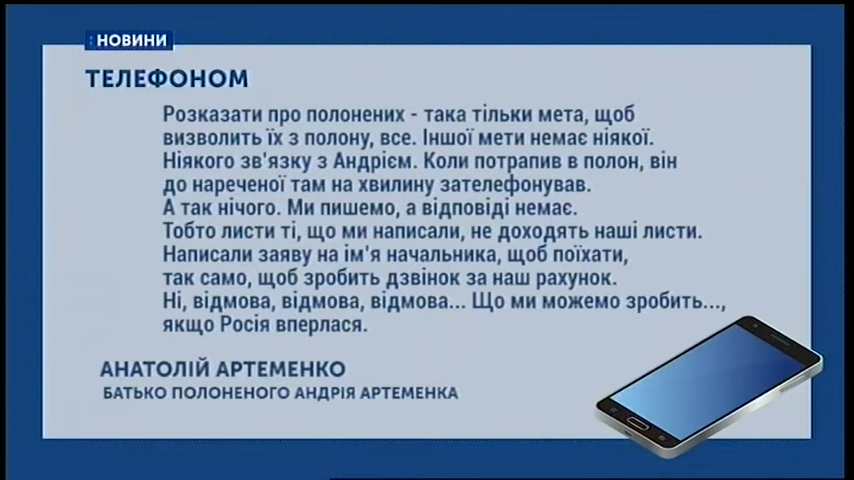 НОВИНИ
ТЕЛЕФОНОМ
Розказати про полонених - така тільки мета, щоб
визволить їх з полону, все. Іншої мети немає ніякої.
Ніякого зв'язку з Андрієм. Коли потрапив в полон, він
до нареченої там на хвилину зателефонував.
А так нічого. Ми пишемо, а відповіді немає.
Тобто листи ті, що ми написали, не доходять наші листи.
Написали заяву на ім'я начальника, щоб поїхати,
так само, щоб зробить дзвінок за наш рахунок.
Ні, відмова, відмова, відмова... Що ми можемо зробить...,
якщо Росія вперлася.
АНАТОЛІЙ АРТЕМЕНКО
БАТЬКО ПОЛОНЕНОГО АНДРІЯ АРТЕМЕНКА